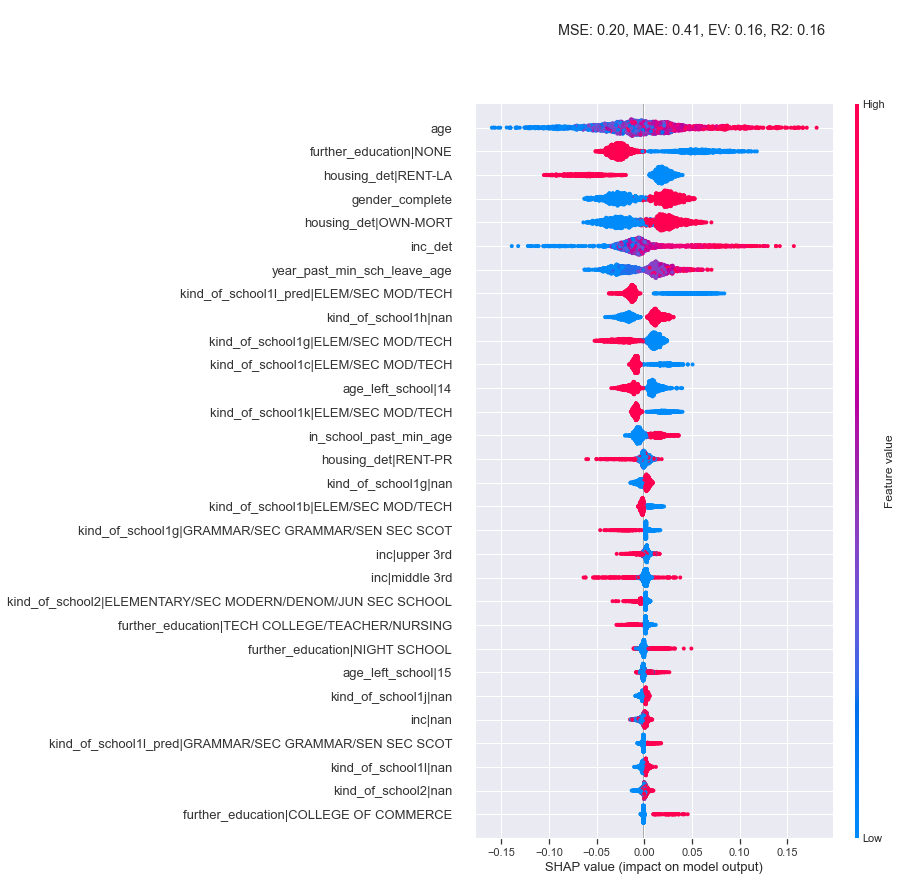 MSE: 0.20, MAE: 0.41, EV: 0.16, R2: 0.16
High
age
further_education|NONE
housing_det|RENT-LA
gender_complete
housing_det|OWN-MORT
inc_det
year_past_min_sch_leave_age
kind_of_school1l_pred|ELEM/SEC MOD/TECH
kind_of_school1h|nan
kind_of_school1g|ELEM/SEC MOD/TECH
kind_of_school1c|ELEM/SEC MOD/TECH
age_left_school|14
kind_of_school1k|ELEM/SEC MOD/TECH
in_school_past_min_age
housing_det|RENT-PR
kind_of_school1g|nan
kind_of_school1b|ELEM/SEC MOD/TECH
kind_of_school1g|GRAMMAR/SEC GRAMMAR/SEN SEC SCOT
inc|upper 3rd
inc|middle 3rd
kind_of_school2|ELEMENTARY/SEC MODERN/DENOM/JUN SEC SCHOOL
further_education|TECH COLLEGE/TEACHER/NURSING
further_education|NIGHT SCHOOL
age_left_school|15
kind_of_school1j|nan
inc|nan
kind_of_school1l_pred|GRAMMAR/SEC GRAMMAR/SEN SEC SCOT
kind_of_school1l|nan
kind_of_school2|nan
further_education|COLLEGE OF COMMERCE
Feature value
Low
−0.15 −0.10 −0.05 0.00 0.05 0.10 0.15
SHAP value (impact on model output)